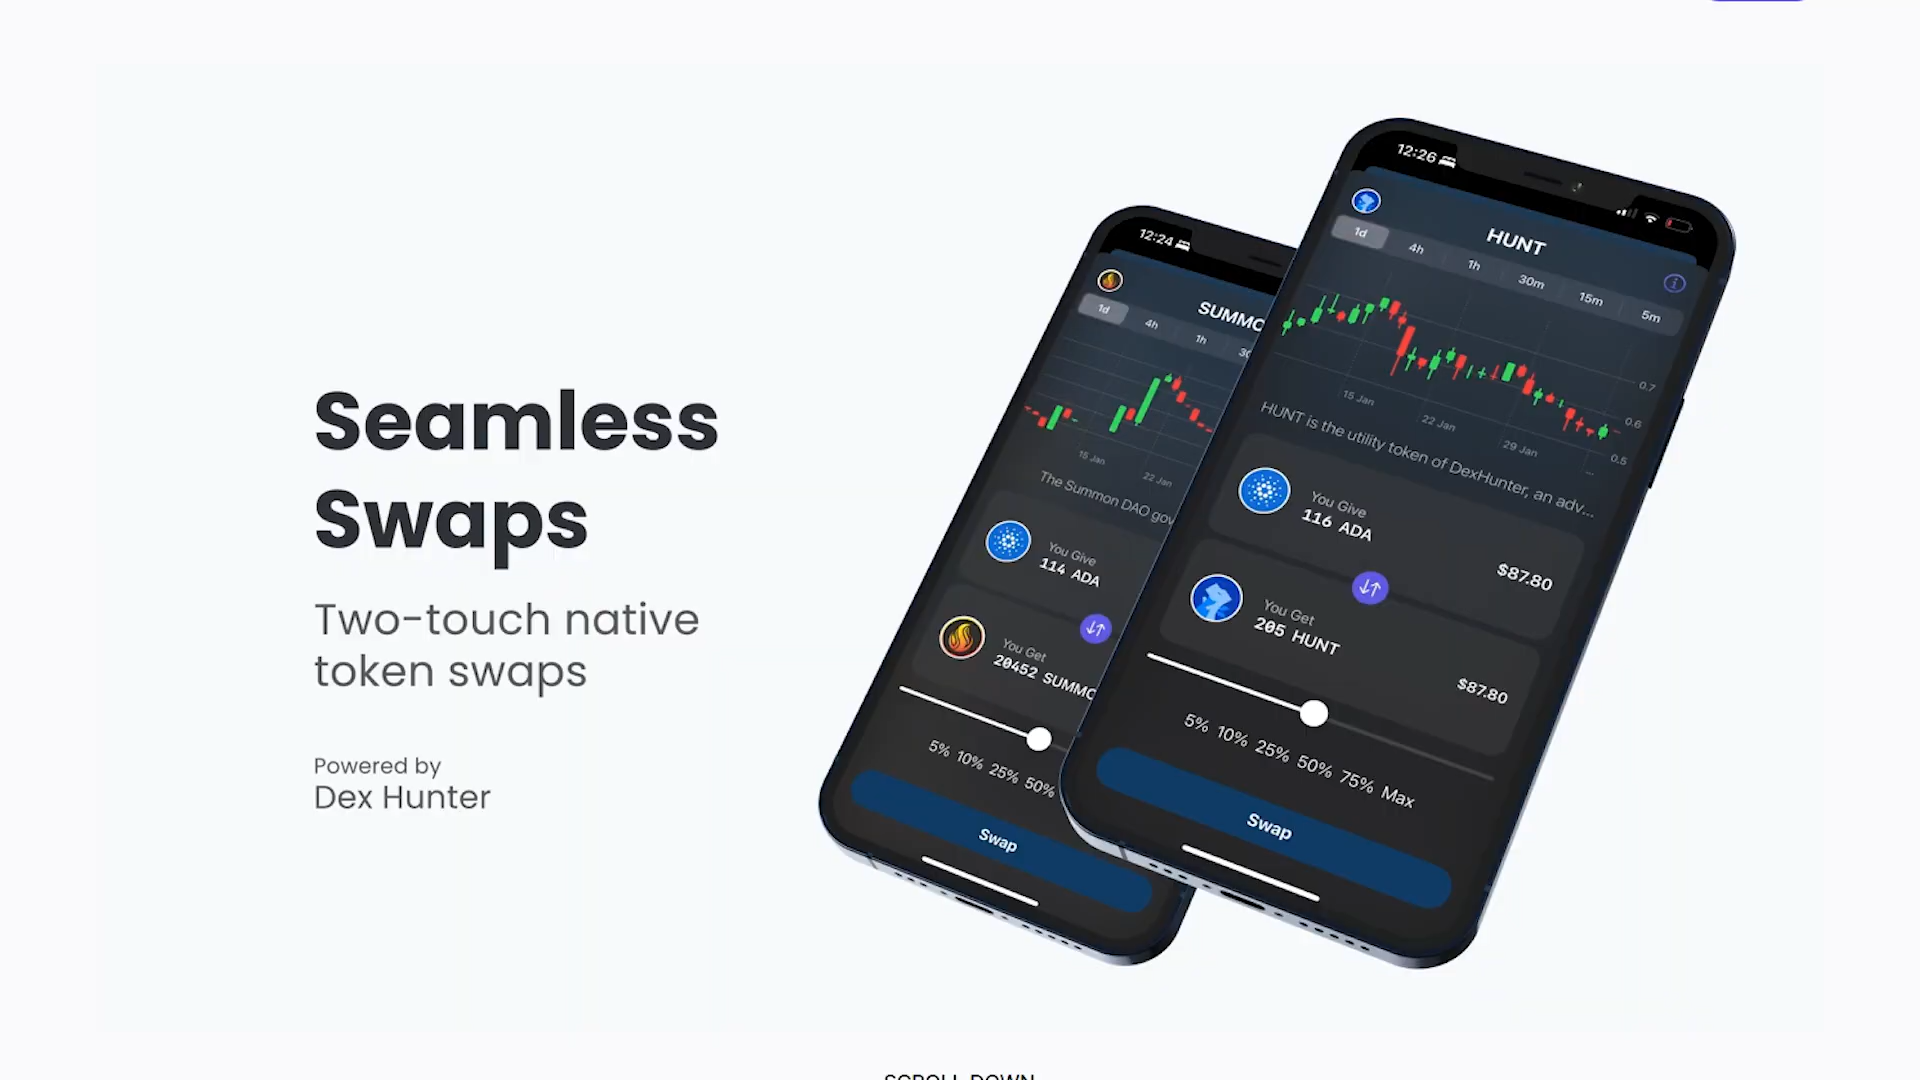 Seamless
Swaps
Two-touch native
token swaps
Powered by
Dex Hunter
12:24
SUMMO
1d 4h 1h
15 Jan 22 Jan
The Summon DAO gov
You Give
114 ADA
You Get
20452 SUMMO
5% 10% 25% 50%
Swap
12:26
HUNT
1d 4h 1h 30m 15m 5m
0.7
0.6
0.5
15 Jan 22 Jan 29 Jan ...
HUNT is the utility token of DexHunter, an adv...
You Give
116 ADA
$87.80
You Get
205 HUNT
$87.80
5% 10% 25% 50% 75% Max
Swap
SCROLL DOWN